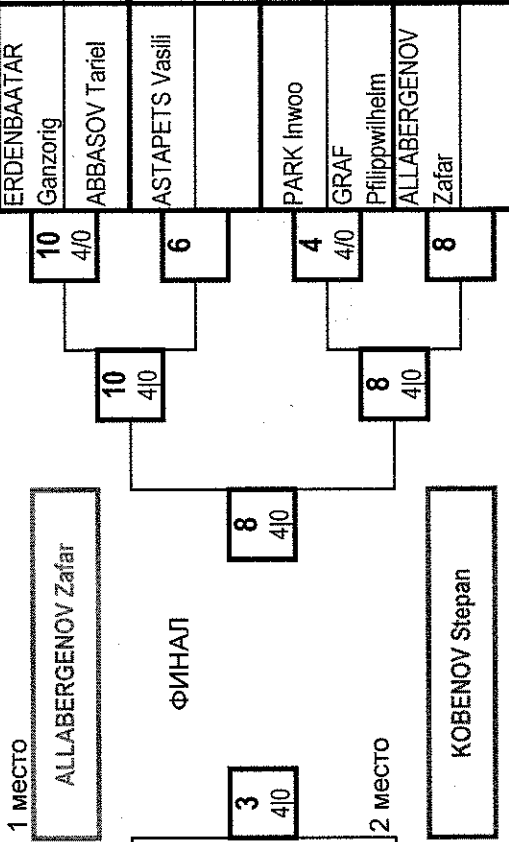 ERDENBAATAR
Ganzorig
ABBASOV Tariel
ASTAPETS Vasili
PARK Inwoo
GRAF
Pfilippwilhelm
ALLABERGENOV
Zafar
10
4/0
6
4
4/0
8
10
4|0
8
4|0
8
4|0
1 место
ALLABERGENOV Zafar
ФИНАЛ
3
4|0
2 место
KOBENOV Stepan